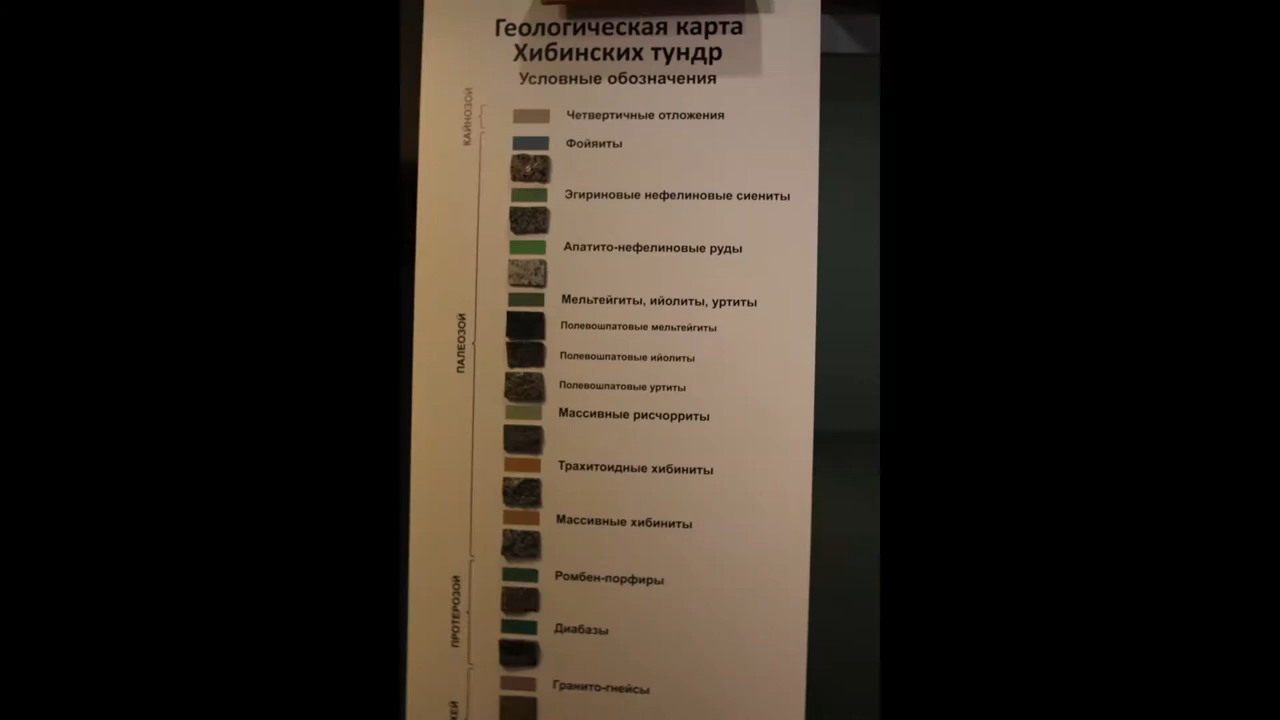 Геологическая карта
Хибинских тундр
Условные обозначения
КАЙНОЗОЙ
Четвертичные отложения
ПАЛЕОЗОЙ
Фойяиты
Эгириновые нефелиновые сиениты
Апатито-нефелиновые руды
Мельтейгиты, ийолиты, уртиты
Полевошпатовые мельтейгиты
Полевошпатовые ийолиты
Полевошпатовые уртиты
Массивные рисчорриты
Трахитоидные хибиниты
Массивные хибиниты
ПРОТЕРОЗОЙ
Ромбен-порфиры
Диабазы
Гранито-гнейсы